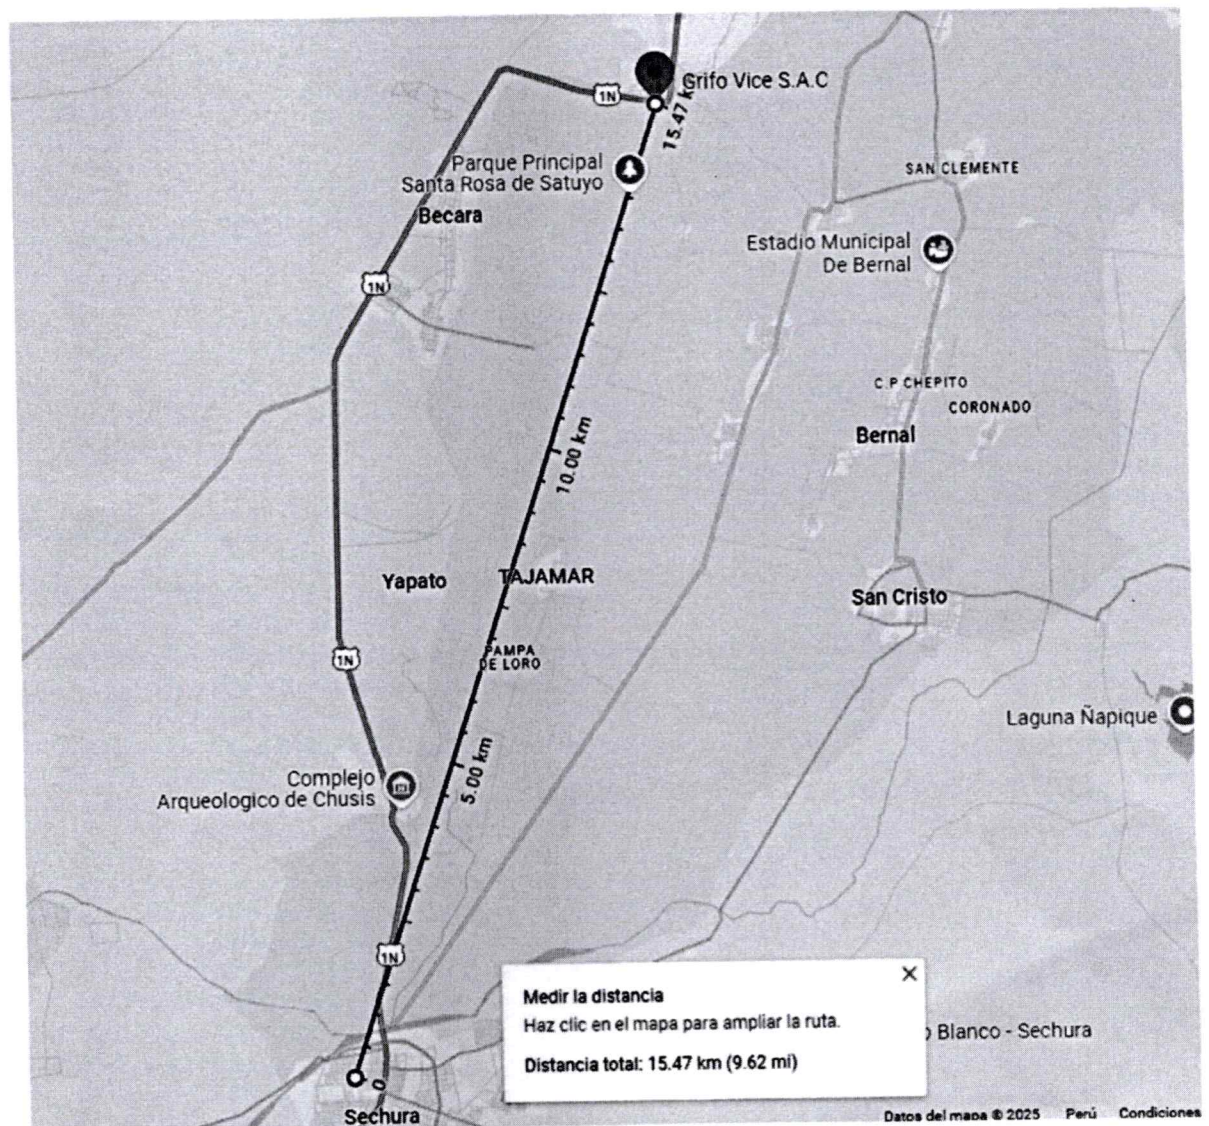 Grifo Vice S.A.C
1N
15.47 k
Parque Principal
Santa Rosa de Satuyo
SAN CLEMENTE
Becara
Estadio Municipal
De Bernal
1N
C.P CHEPITO
CORONADO
Bernal
10.00 km
Yapato
TAJAMAR
San Cristo
1N
PAMPA
DE LORO
Laguna Ñapique
5.00 km
Complejo
Arqueologico de Chusis
1N
Medir la distancia
Haz clic en el mapa para ampliar la ruta.
Distancia total: 15.47 km (9.62 mi)
o Blanco - Sechura
0
Sechura
Datos del mapa © 2025 Perú Condiciones